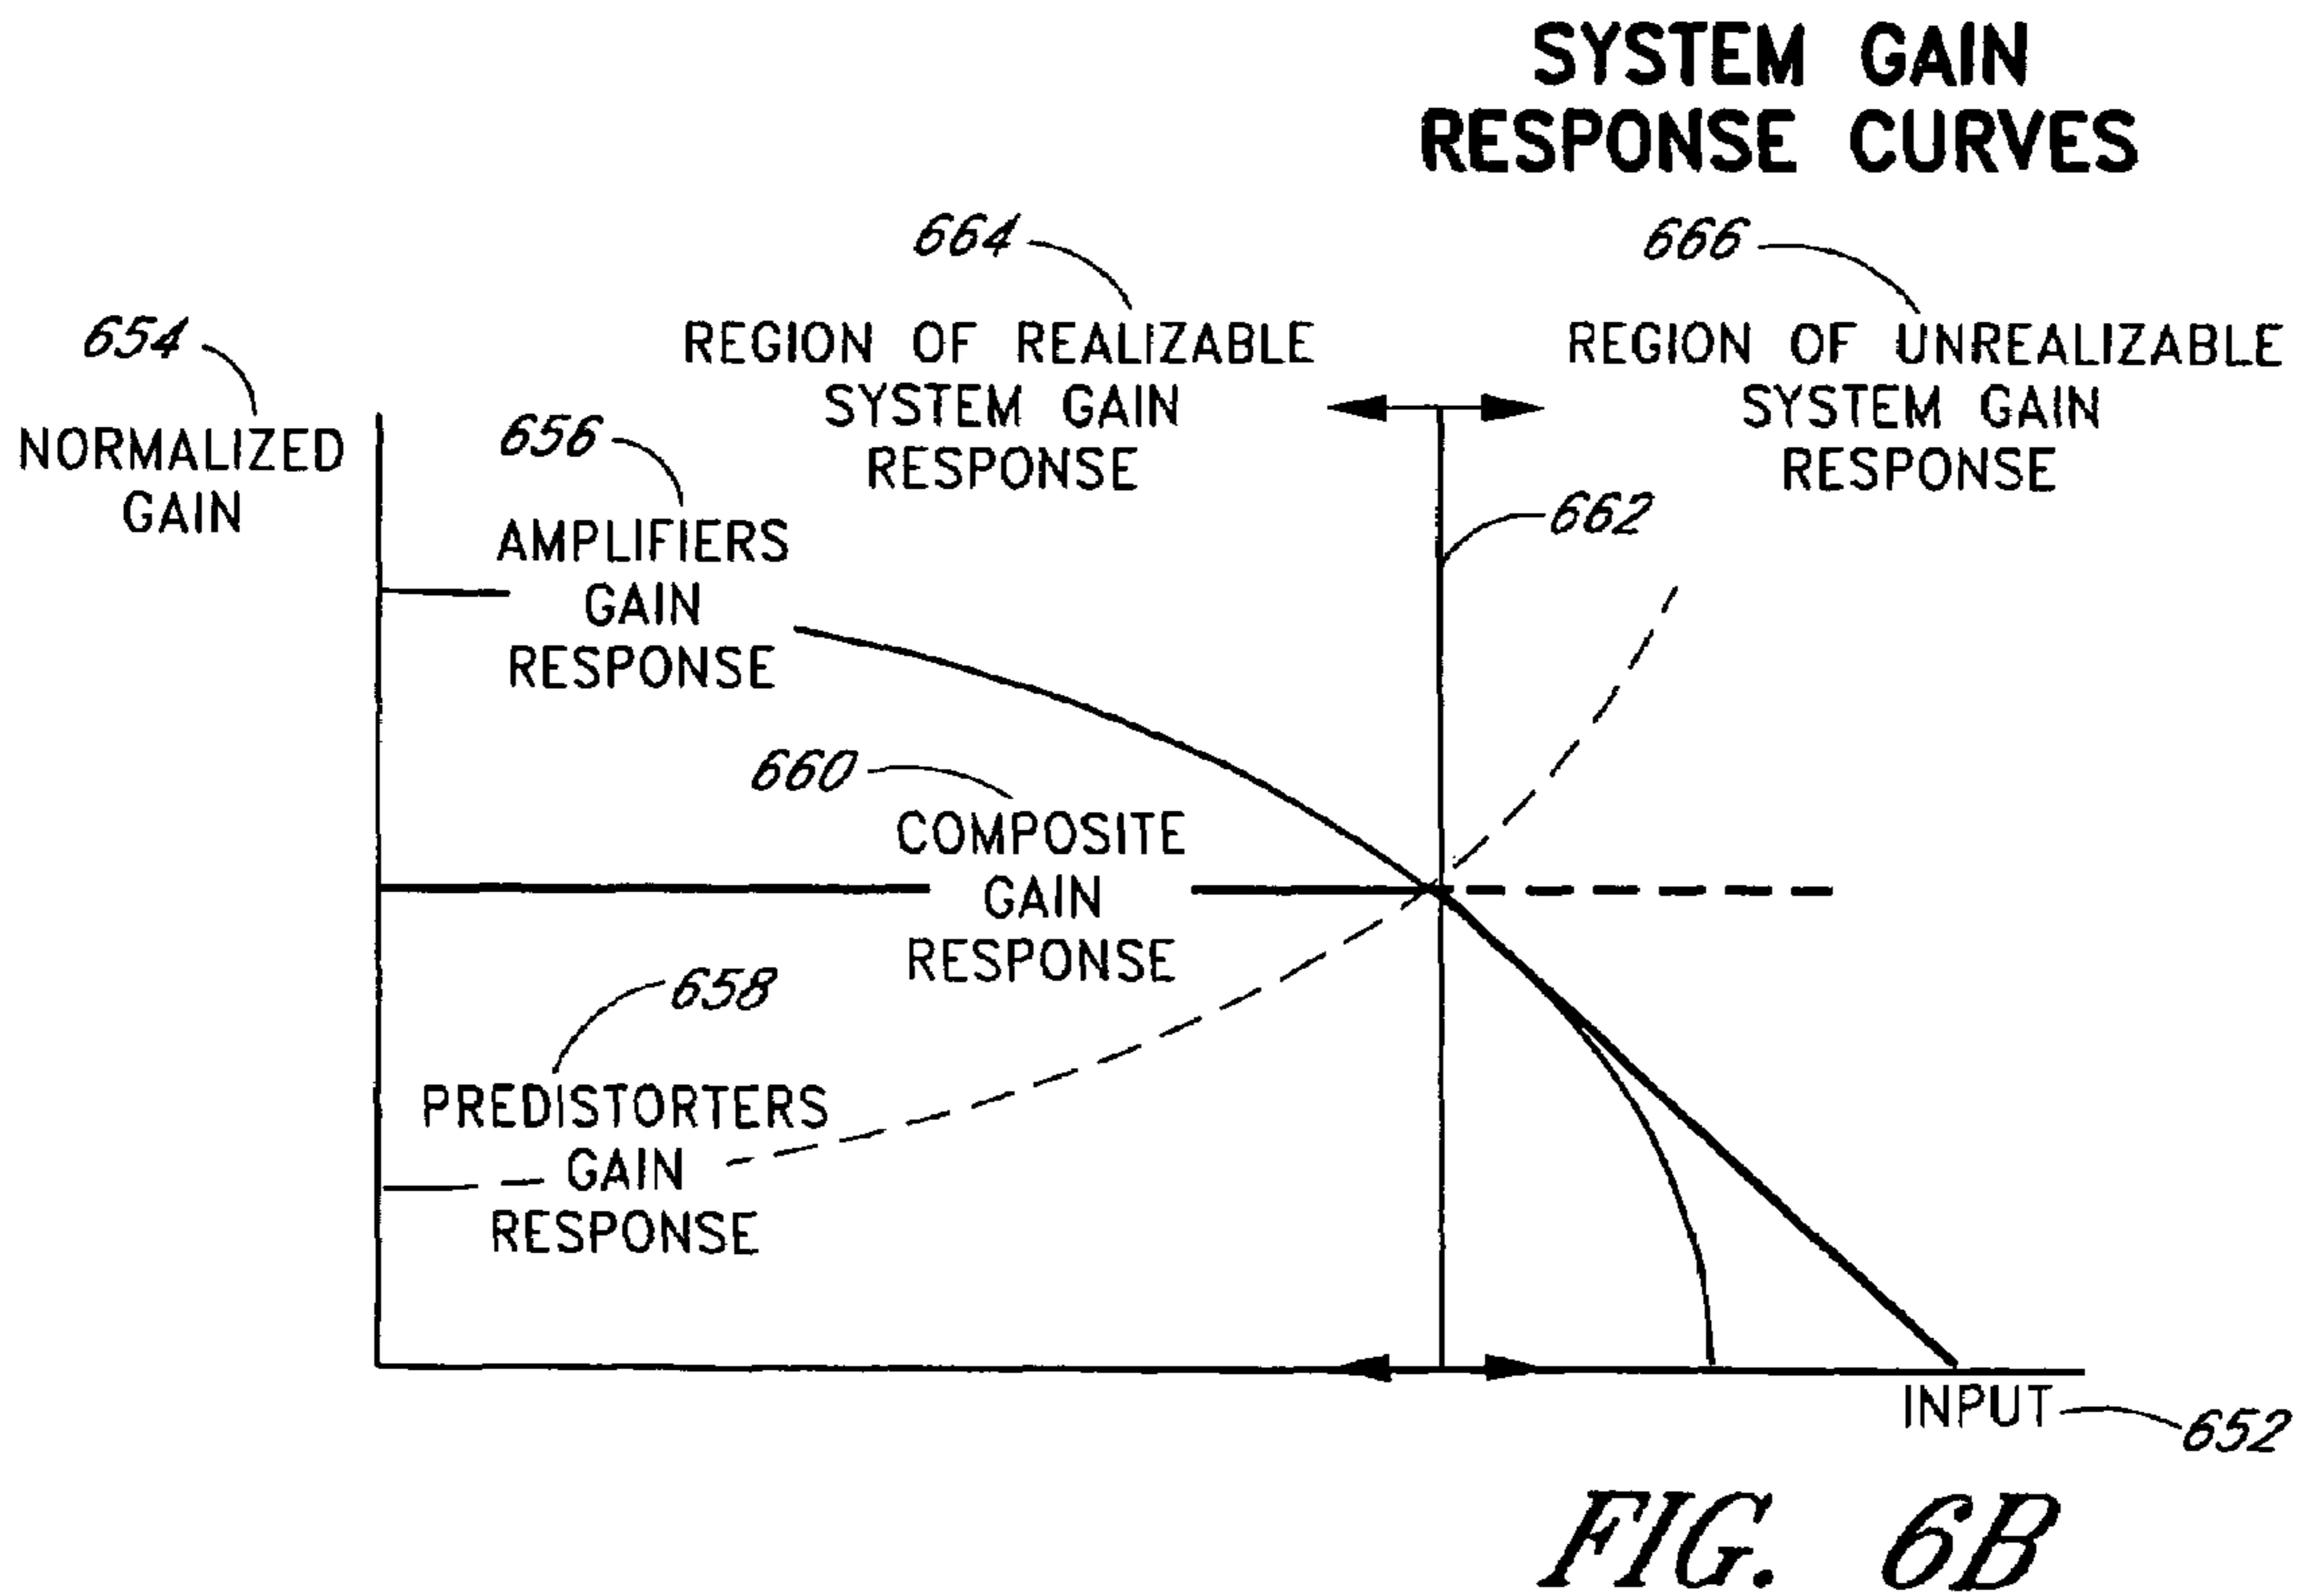 SYSTEM GAIN
RESPONSE CURVES
664
666
654
REGION OF REALIZABLE
SYSTEM GAIN
RESPONSE
REGION OF UNREALIZABLE
SYSTEM GAIN
RESPONSE
NORMALIZED
GAIN
656
662
AMPLIFIERS
GAIN
RESPONSE
660
COMPOSITE
GAIN
RESPONSE
658
PREDISTORTERS
GAIN
RESPONSE
INPUT
652
FIG. 6B